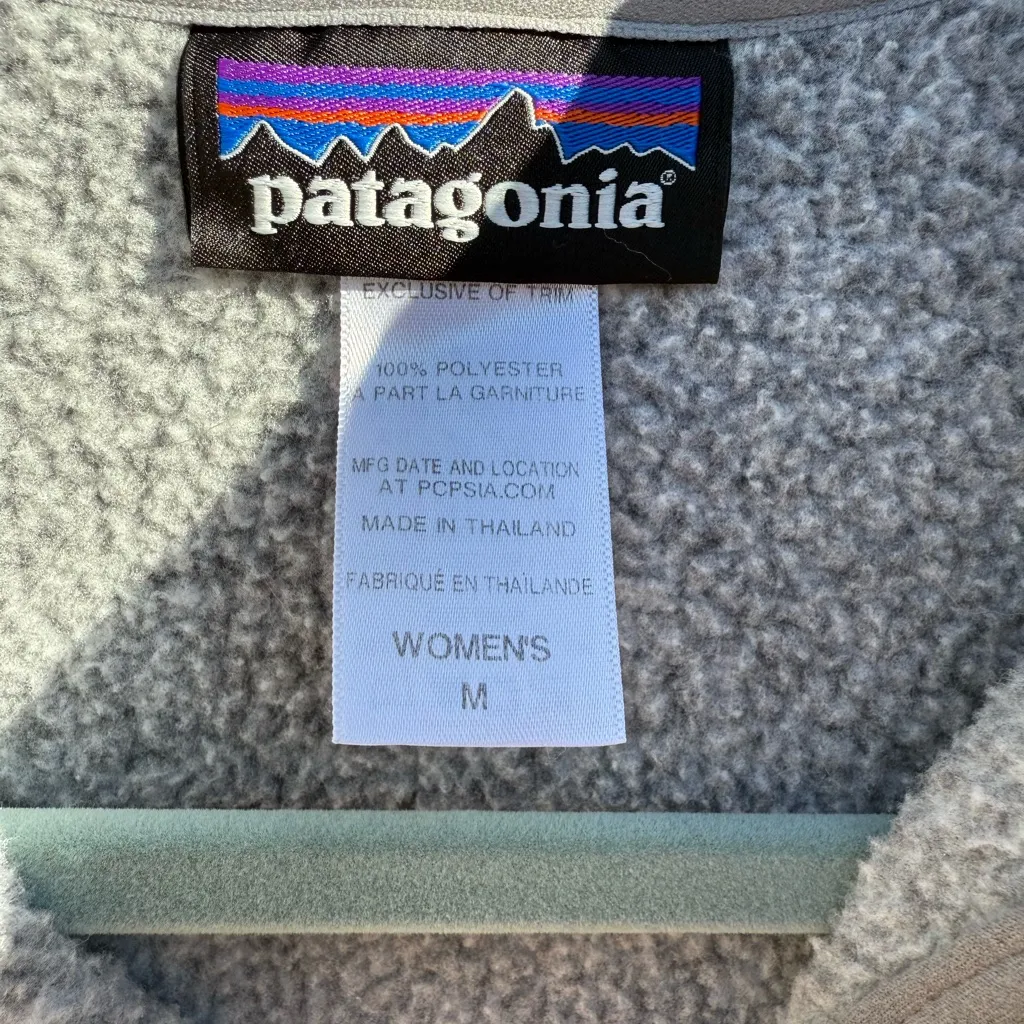 patagonia®
EXCLUSIVE OF TRIM
100% POLYESTER
A PART LA GARNITURE
MFG DATE AND LOCATION
AT PCPSIA.COM
MADE IN THAILAND
FABRIQUÉ EN THAÏLANDE
WOMEN'S
M